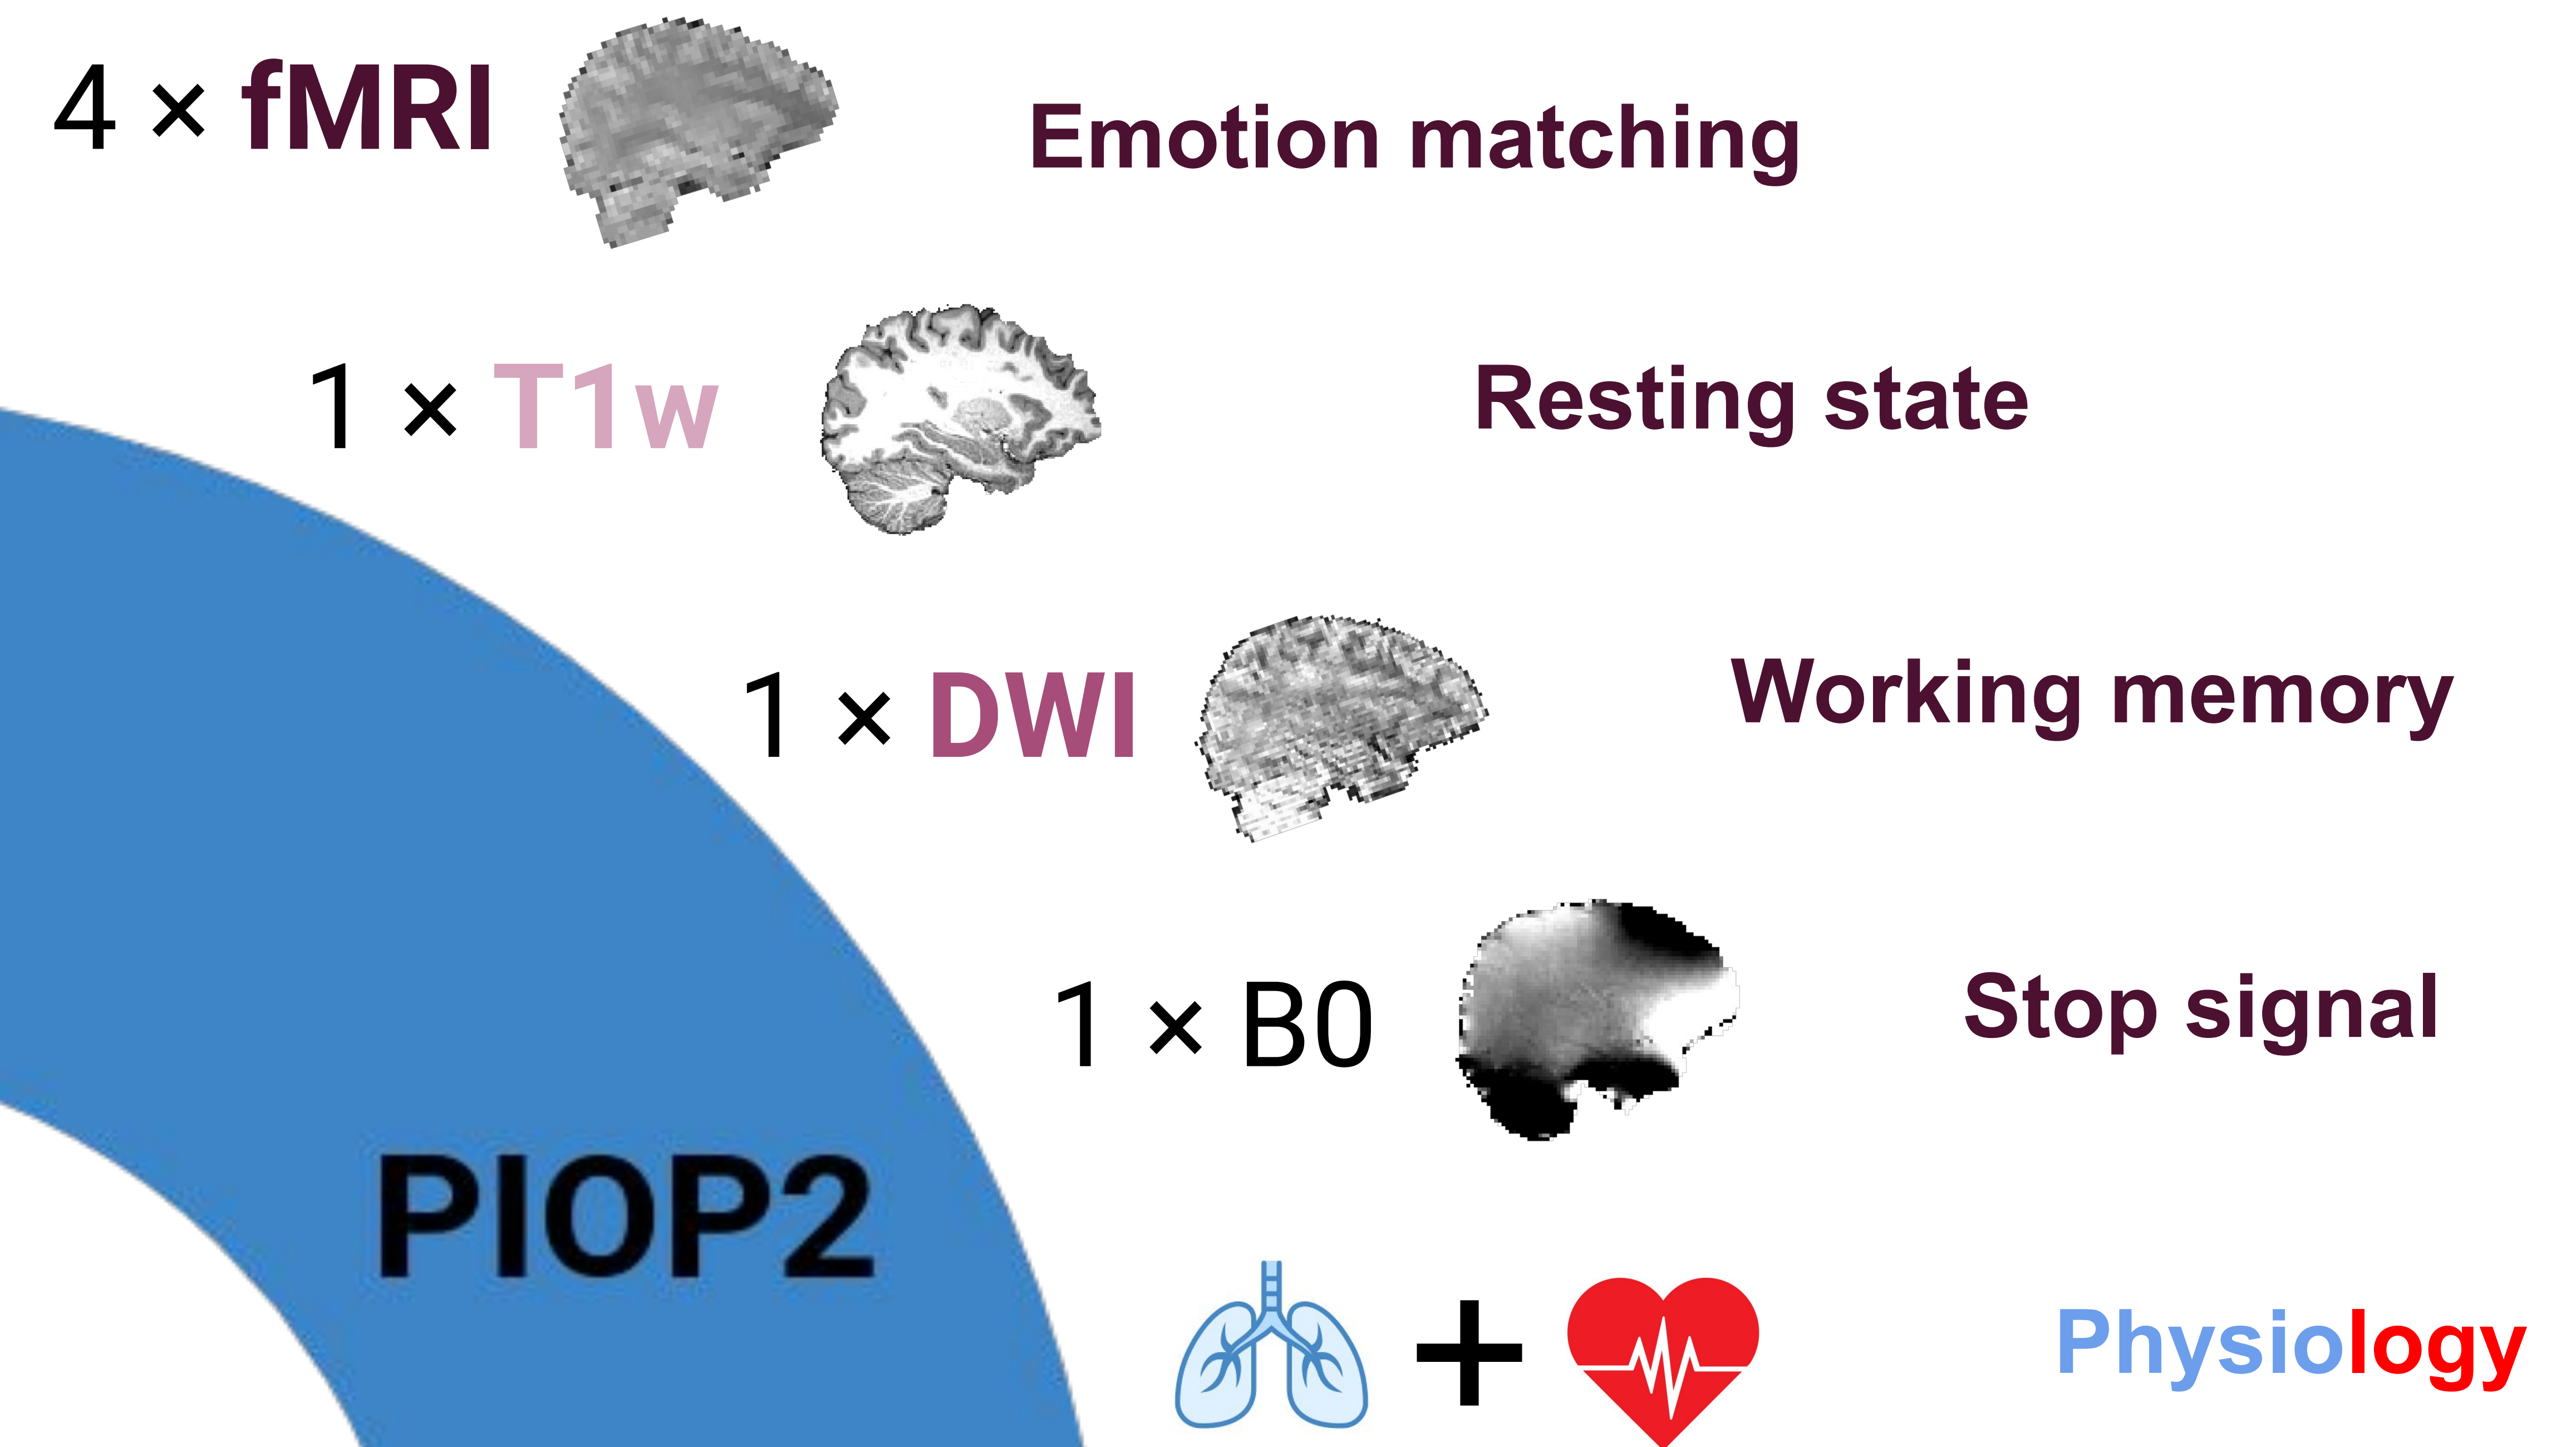 4 × fMRI
Emotion matching
1 × T1w
Resting state
1 × DWI
Working memory
1 × B0
Stop signal
PIOP2
+
Physiology